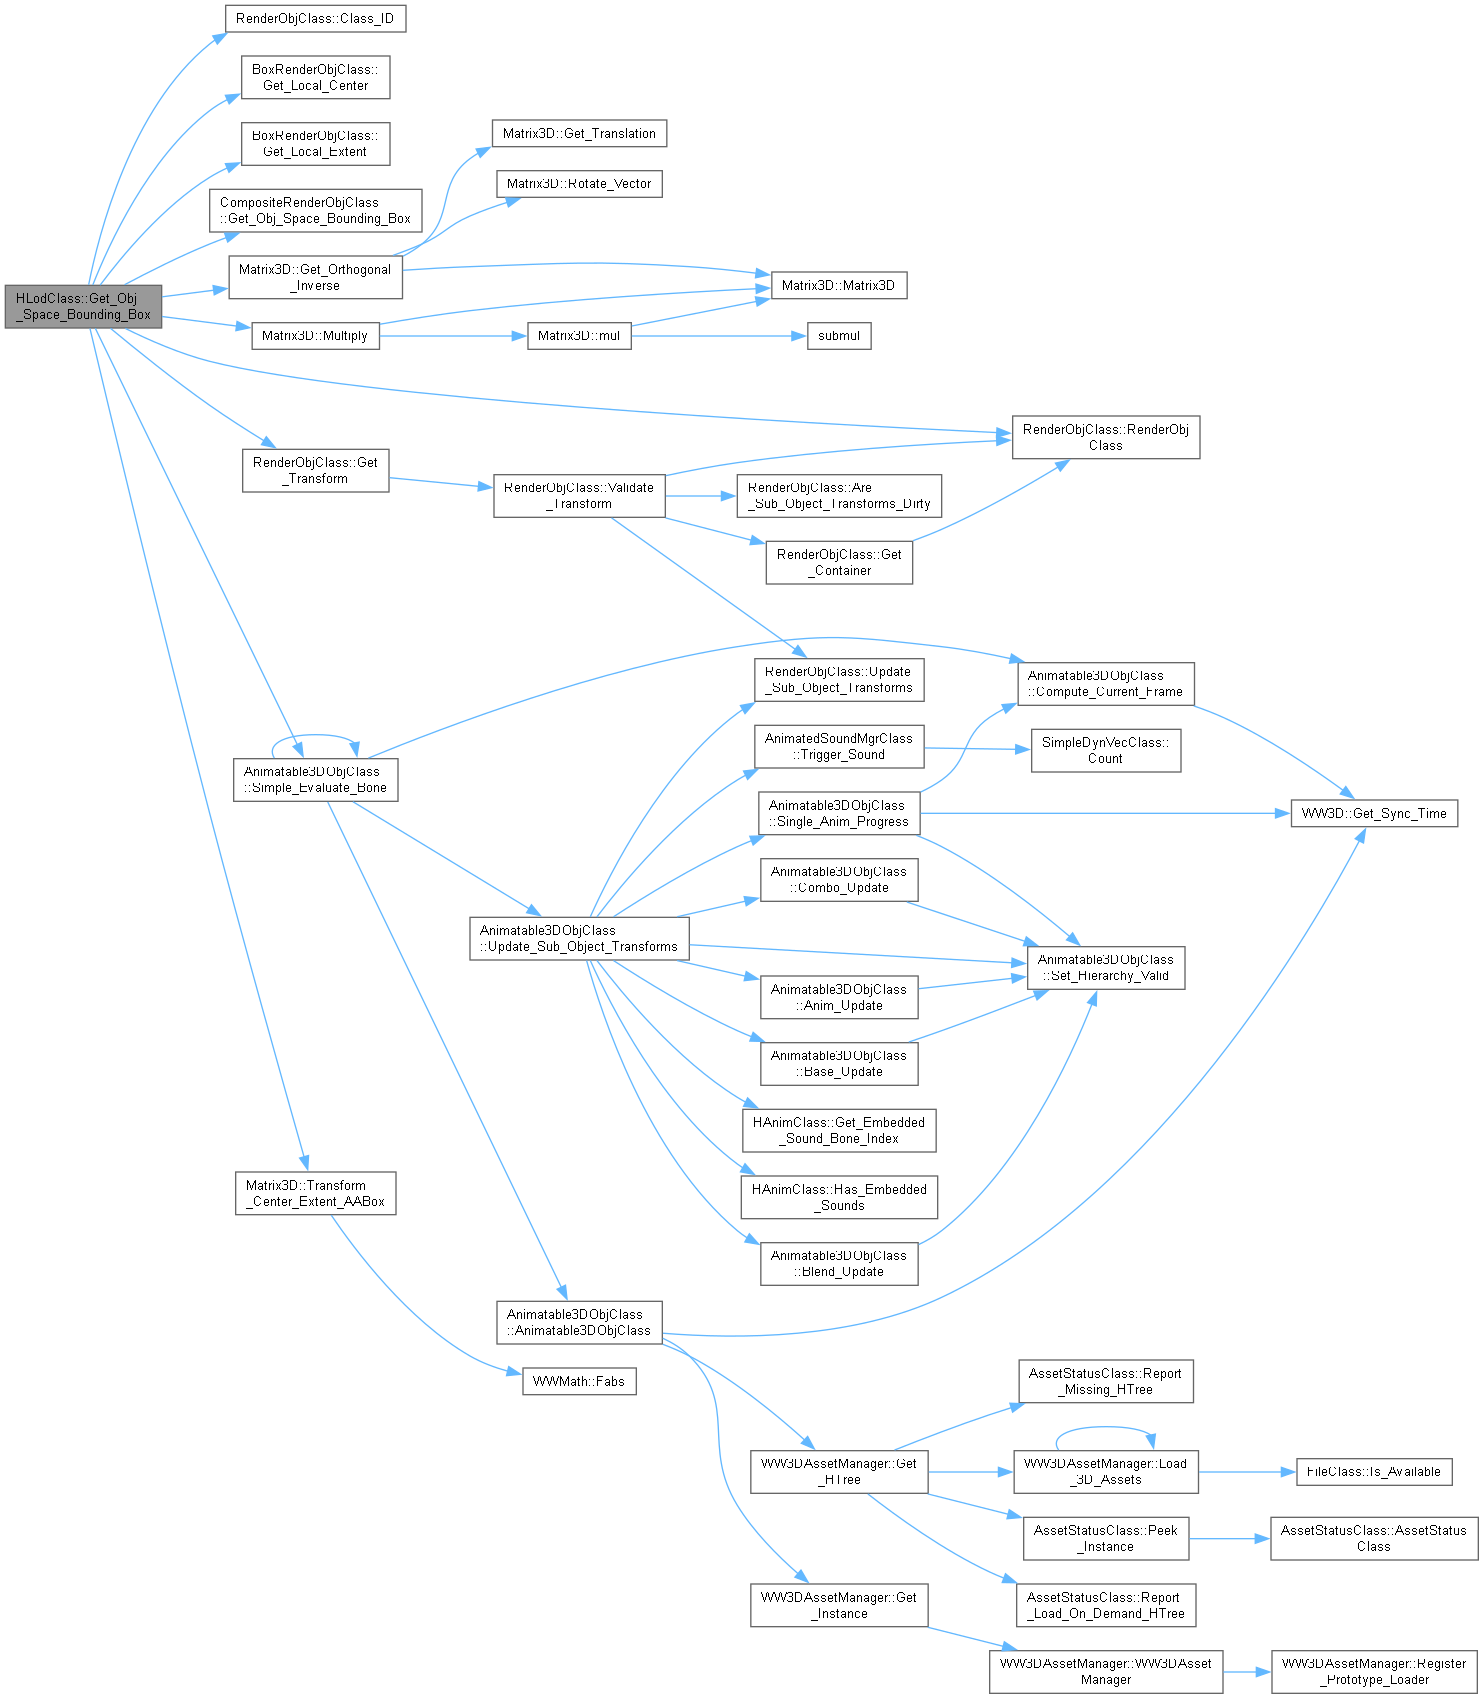 RenderObjClass::Class_ID
BoxRenderObjClass::
Get_Local_Center
BoxRenderObjClass::
Get_Local_Extent
CompositeRenderObjClass
::Get_Obj_Space_Bounding_Box
Matrix3D::Get_Orthogonal
_Inverse
Matrix3D::Get_Translation
Matrix3D::Rotate_Vector
Matrix3D::Matrix3D
HLodClass::Get_Obj
_Space_Bounding_Box
Matrix3D::Multiply
Matrix3D::mul
submul
RenderObjClass::RenderObj
Class
RenderObjClass::Get
_Transform
RenderObjClass::Validate
_Transform
RenderObjClass::Are
_Sub_Object_Transforms_Dirty
RenderObjClass::Get
_Container
RenderObjClass::Update
_Sub_Object_Transforms
Animatable3DObjClass
::Compute_Current_Frame
AnimatedSoundMgrClass
::Trigger_Sound
SimpleDynVecClass::
Count
Animatable3DObjClass
::Simple_Evaluate_Bone
Animatable3DObjClass
::Single_Anim_Progress
WW3D::Get_Sync_Time
Animatable3DObjClass
::Combo_Update
Animatable3DObjClass
::Update_Sub_Object_Transforms
Animatable3DObjClass
::Set_Hierarchy_Valid
Animatable3DObjClass
::Anim_Update
Animatable3DObjClass
::Base_Update
HAnimClass::Get_Embedded
_Sound_Bone_Index
HAnimClass::Has_Embedded
_Sounds
Matrix3D::Transform
_Center_Extent_AABox
Animatable3DObjClass
::Blend_Update
Animatable3DObjClass
::Animatable3DObjClass
WWMath::Fabs
AssetStatusClass::Report
_Missing_HTree
WW3DAssetManager::Get
_HTree
WW3DAssetManager::Load
_3D_Assets
FileClass::Is_Available
AssetStatusClass::Peek
_Instance
AssetStatusClass::AssetStatus
Class
WW3DAssetManager::Get
_Instance
AssetStatusClass::Report
_Load_On_Demand_HTree
WW3DAssetManager::WW3DAsset
Manager
WW3DAssetManager::Register
_Prototype_Loader